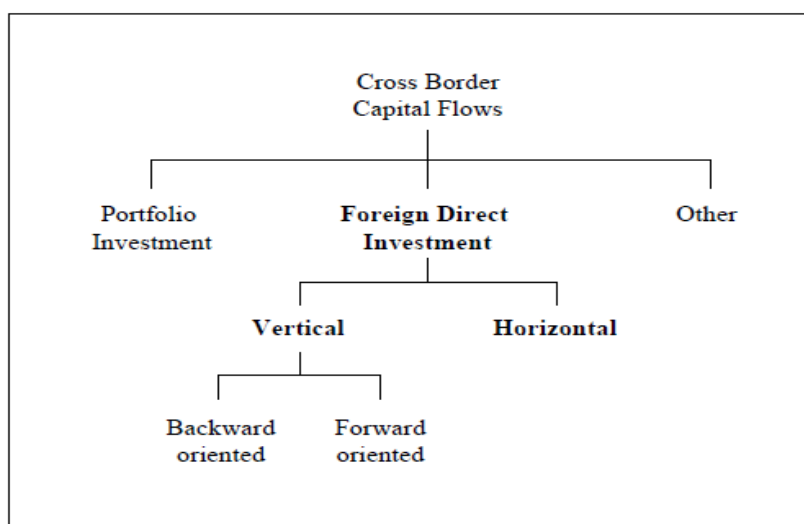 Cross Border
Capital Flows
Portfolio
Investment
Foreign Direct
Investment
Other
Vertical
Horizontal
Backward
oriented
Forward
oriented